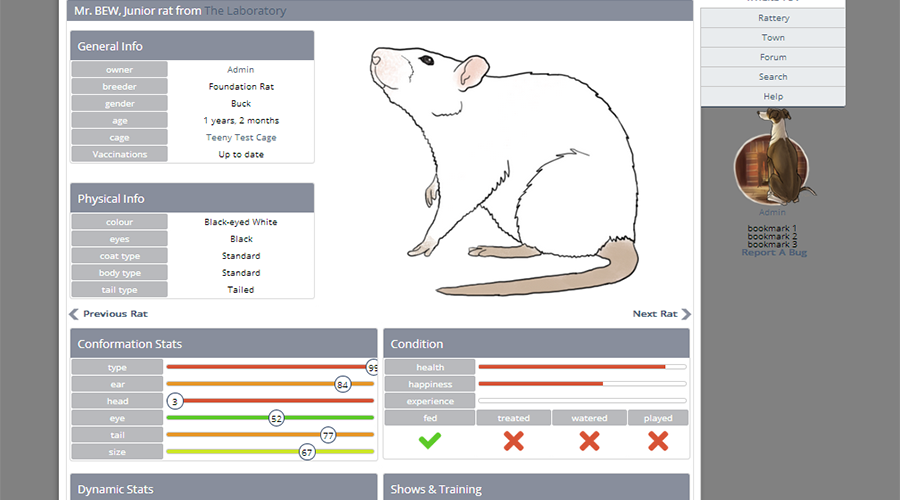 Mr. BEW, Junior rat from The Laboratory
General Info
owner Admin
breeder Foundation Rat
gender Buck
age 1 years, 2 months
cage Teeny Test Cage
Vaccinations Up to date
Physical Info
colour Black-eyed White
eyes Black
coat type Standard
body type Standard
tail type Tailed
Previous Rat
Next Rat
Conformation Stats
type 99
ear 84
head 3
eye 52
tail 77
size 67
Condition
health
happiness
experience
fed treated watered played
Dynamic Stats
Shows & Training
Rattery
Town
Forum
Search
Help
Admin
bookmark 1
bookmark 2
bookmark 3
Report A Bug